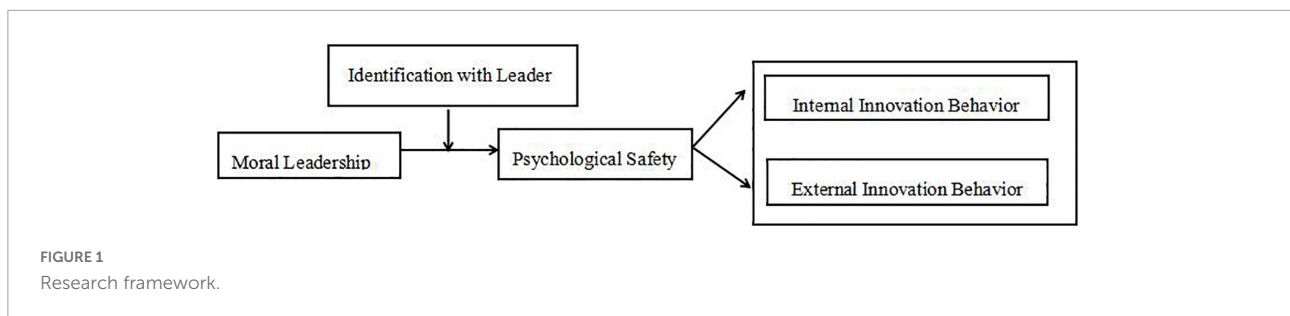 Identification with Leader
Internal Innovation Behavior
Moral Leadership
Psychological Safety
External Innovation Behavior
FIGURE 1
Research framework.